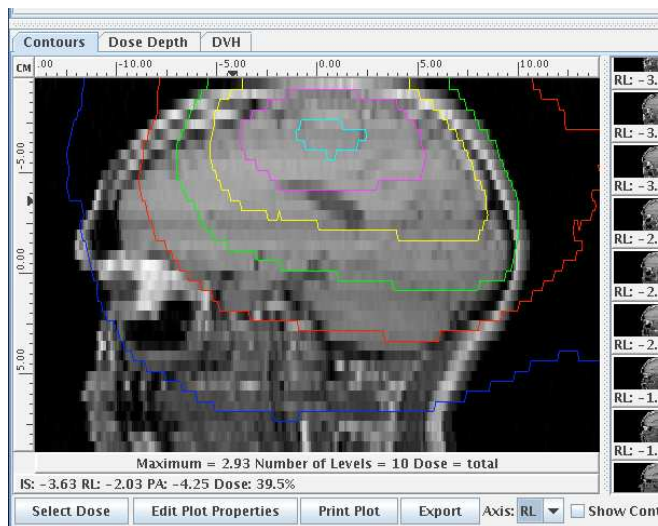 Contours Dose Depth DVH
CM .00 -10.00 -5.00 0.00 5.00 10.00
-5.00
0.00
5.00
RL: -3.
RL: -3.
RL: -3.
RL: -2.
RL: -2.
RL: -2.
RL: -1.
RL: -1.
Maximum = 2.93 Number of Levels = 10 Dose = total
IS: -3.63 RL: -2.03 PA: -4.25 Dose: 39.5%
Select Dose Edit Plot Properties Print Plot Export Axis: RL Show Cont